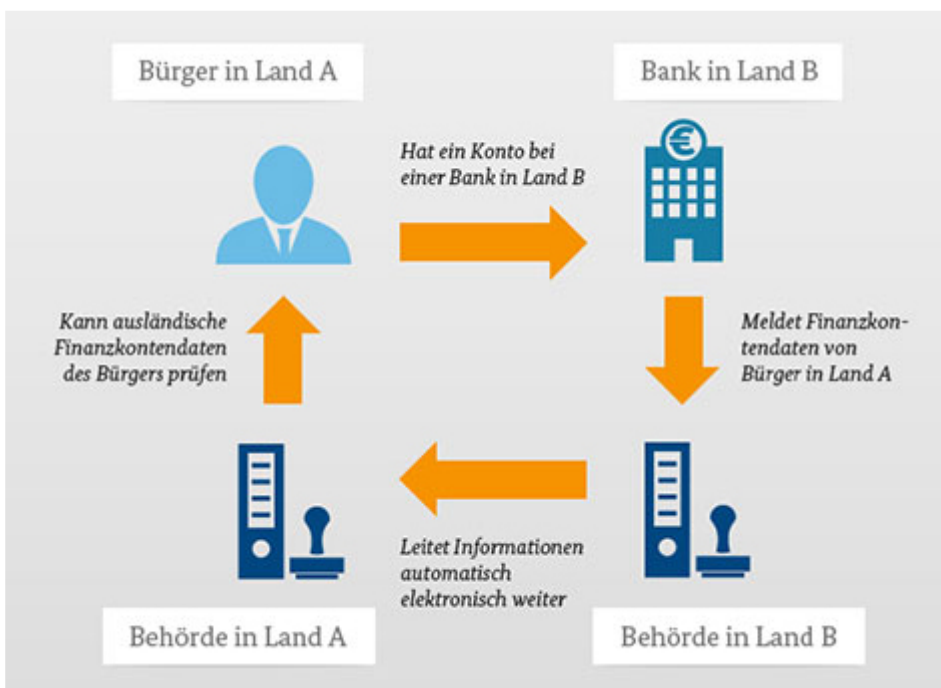 Bürger in Land A
Bank in Land B
Hat ein Konto bei
einer Bank in Land B
€
Kann ausländische
Finanzkontendaten
des Bürgers prüfen
Meldet Finanzkon-
tendaten von
Bürger in Land A
Leitet Informationen
automatisch
elektronisch weiter
Behörde in Land A
Behörde in Land B